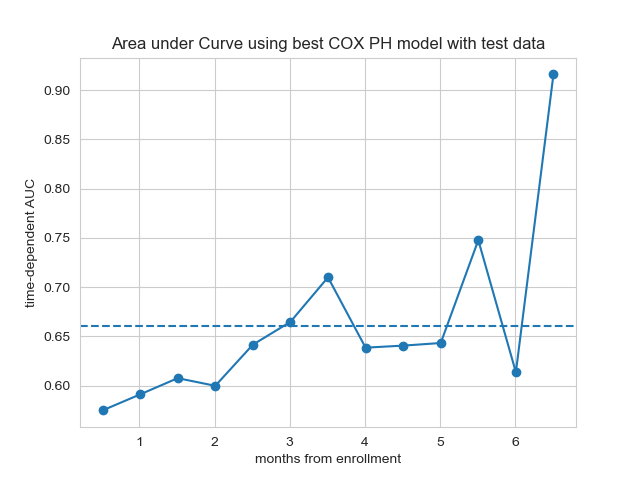 Area under Curve using best COX PH model with test data
time-dependent AUC
0.90
0.85
0.80
0.75
0.70
0.65
0.60
1 2 3 4 5 6
months from enrollment